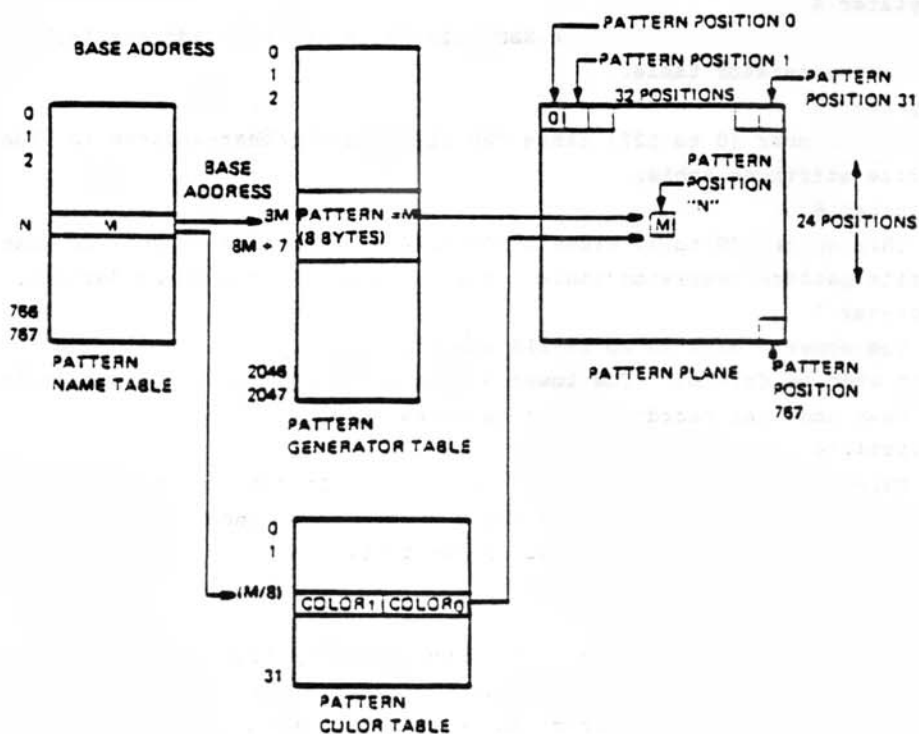 BASE ADDRESS
0
1
2
N
M
766
767
PATTERN
NAME TABLE
BASE
ADDRESS
0
1
2
3M
8M + 7
PATTERN =M
(8 BYTES)
2046
2047
PATTERN
GENERATOR TABLE
0
1
(M/8)
COLOR1
COLOR0
31
PATTERN
CULOR TABLE
PATTERN POSITION 0
PATTERN POSITION 1
PATTERN
POSITION 31
32 POSITIONS
0
PATTERN
POSITION
"N"
M
24 POSITIONS
PATTERN PLANE
PATTERN
POSITION
767